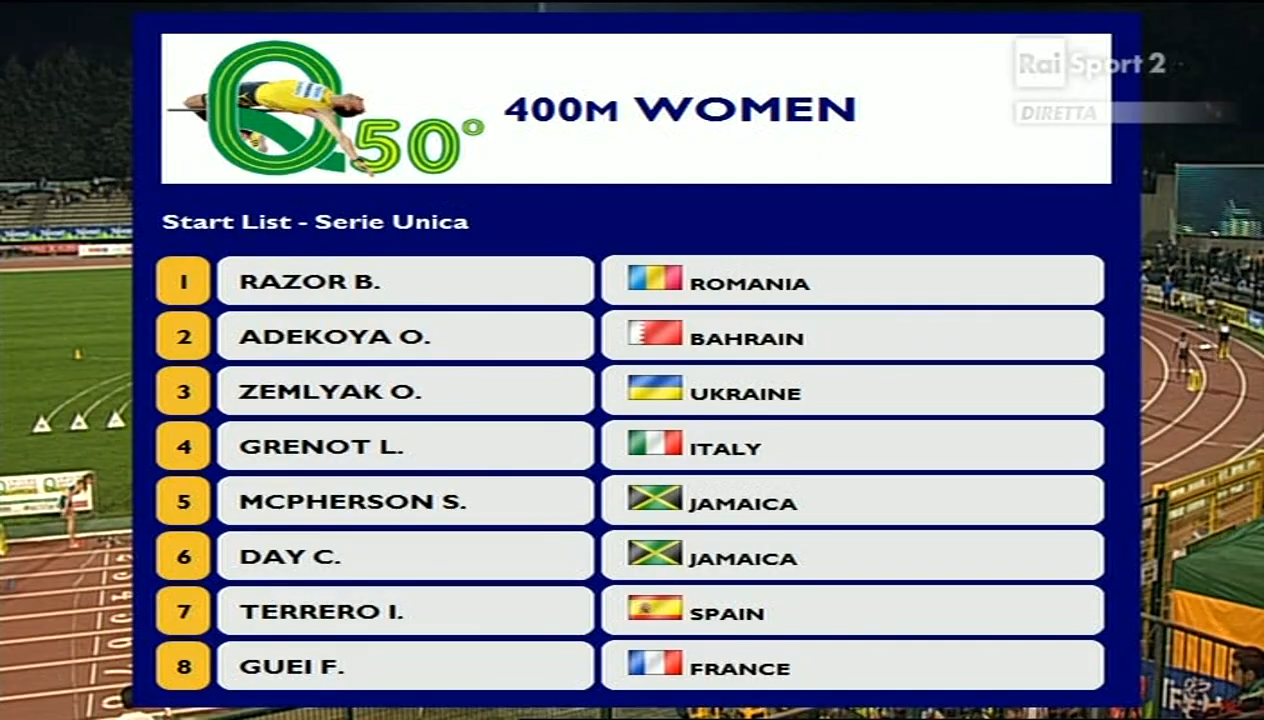 Q50°
400M WOMEN
Rai Sport 2
DIRETTA
Start List - Serie Unica
1 RAZOR B. ROMANIA
2 ADEKOYA O. BAHRAIN
3 ZEMLYAK O. UKRAINE
4 GRENOT L. ITALY
5 MCPHERSON S. JAMAICA
6 DAY C. JAMAICA
7 TERRERO I. SPAIN
8 GUEI F. FRANCE